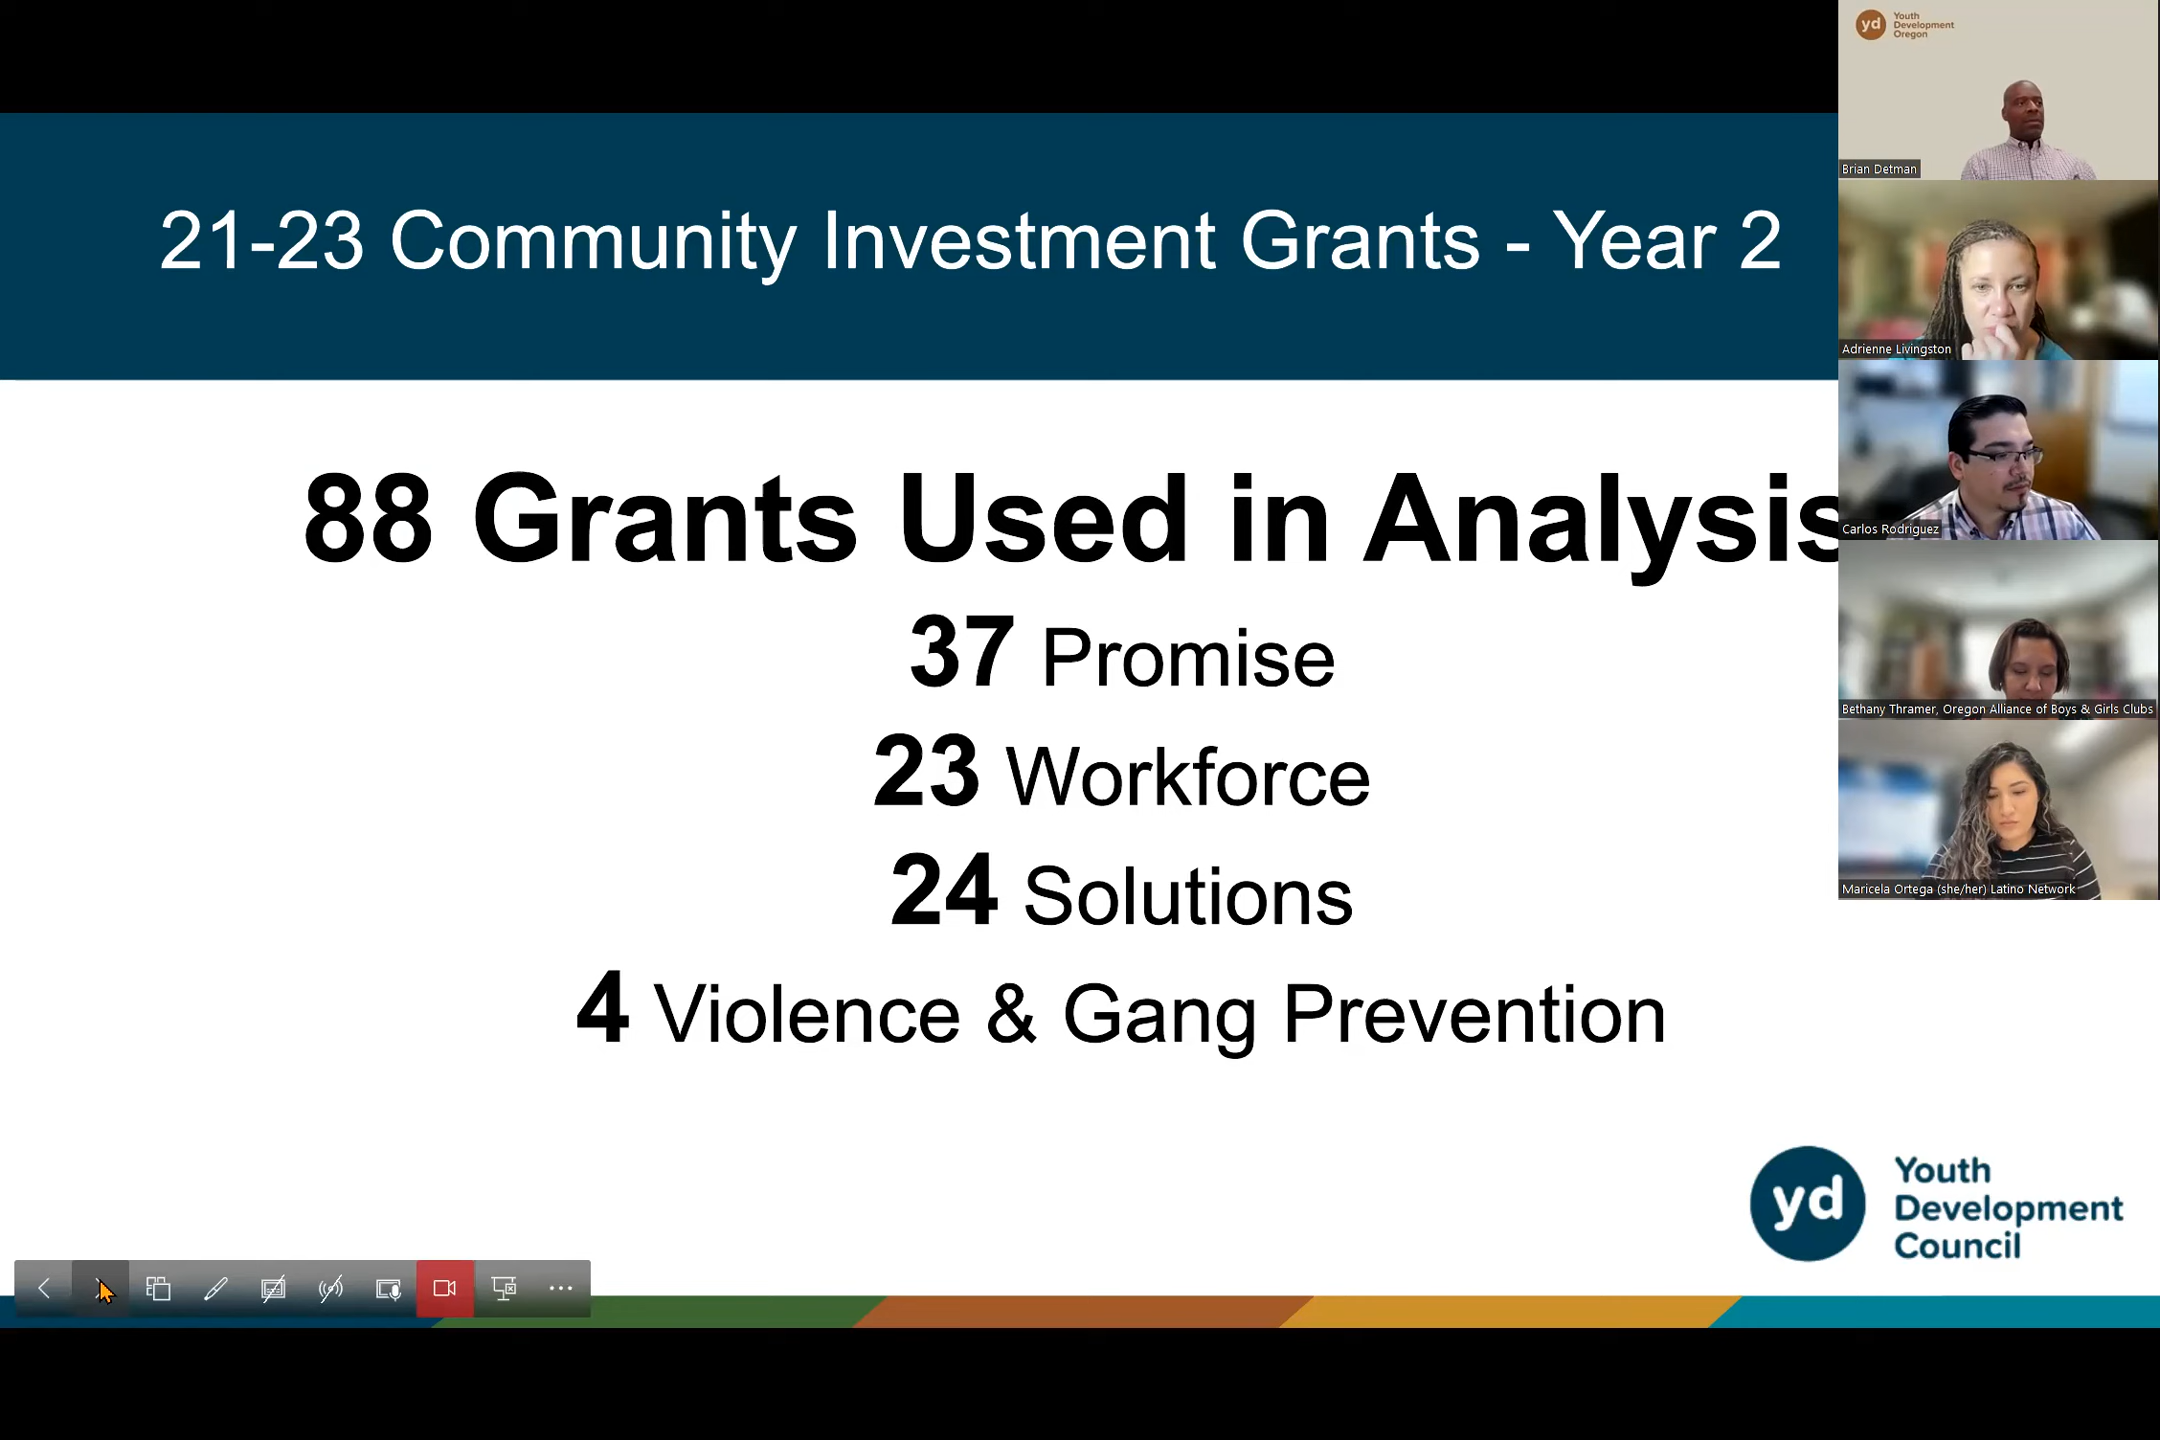 21-23 Community Investment Grants - Year 2
88 Grants Used in Analysis
37 Promise
23 Workforce
24 Solutions
4 Violence & Gang Prevention
yd
Youth
Development
Council
yd
Youth
Development
Oregon
Brian Detman
Adrienne Livingston
Carlos Rodriguez
Bethany Thramer, Oregon Alliance of Boys & Girls Clubs
Maricela Ortega (she/her) Latino Network